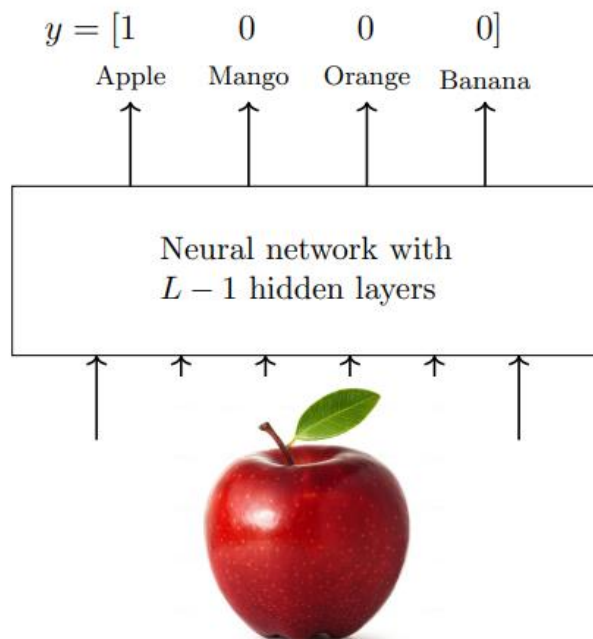 y = [1 0 0 0]
Apple Mango Orange Banana
Neural network with
L − 1 hidden layers